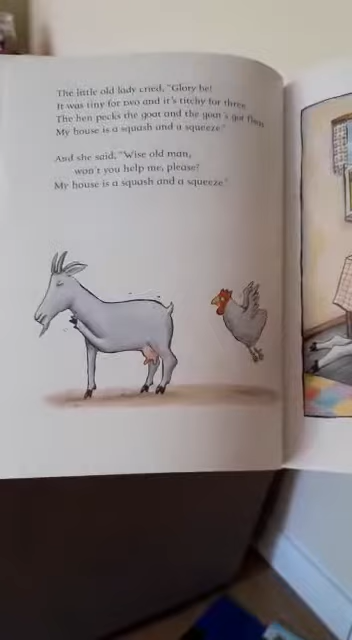 The little old lady cried, "Glory be!
It was tiny for two and it's titchy for three.
The hen pecks the goat and the goat's got fleas.
My house is a squash and a squeeze."
And she said, "Wise old man,
won't you help me, please?
My house is a squash and a squeeze."